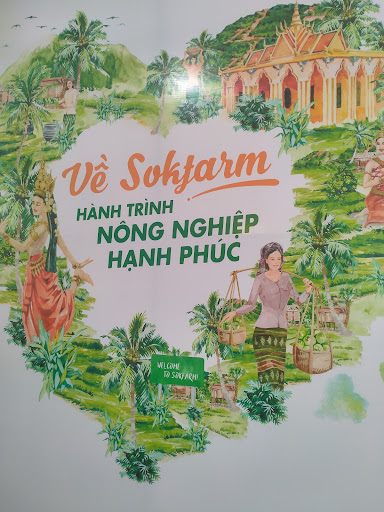 Về Sokfarm
HÀNH TRÌNH
NÔNG NGHIỆP
HẠNH PHÚC
WELCOME
TO SOKFARM!